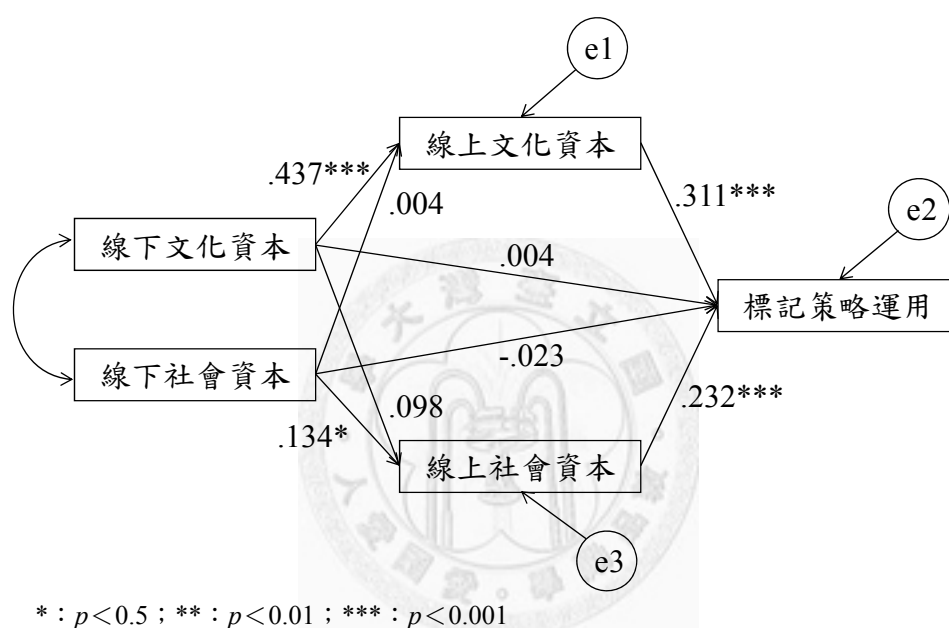 e1
線上文化資本
.437***
.004
.311***
e2
線下文化資本
.004
標記策略運用
線下社會資本
-.023
.098
.232***
.134*
線上社會資本
e3
*：p＜0.5；**：p＜0.01；***：p＜0.001